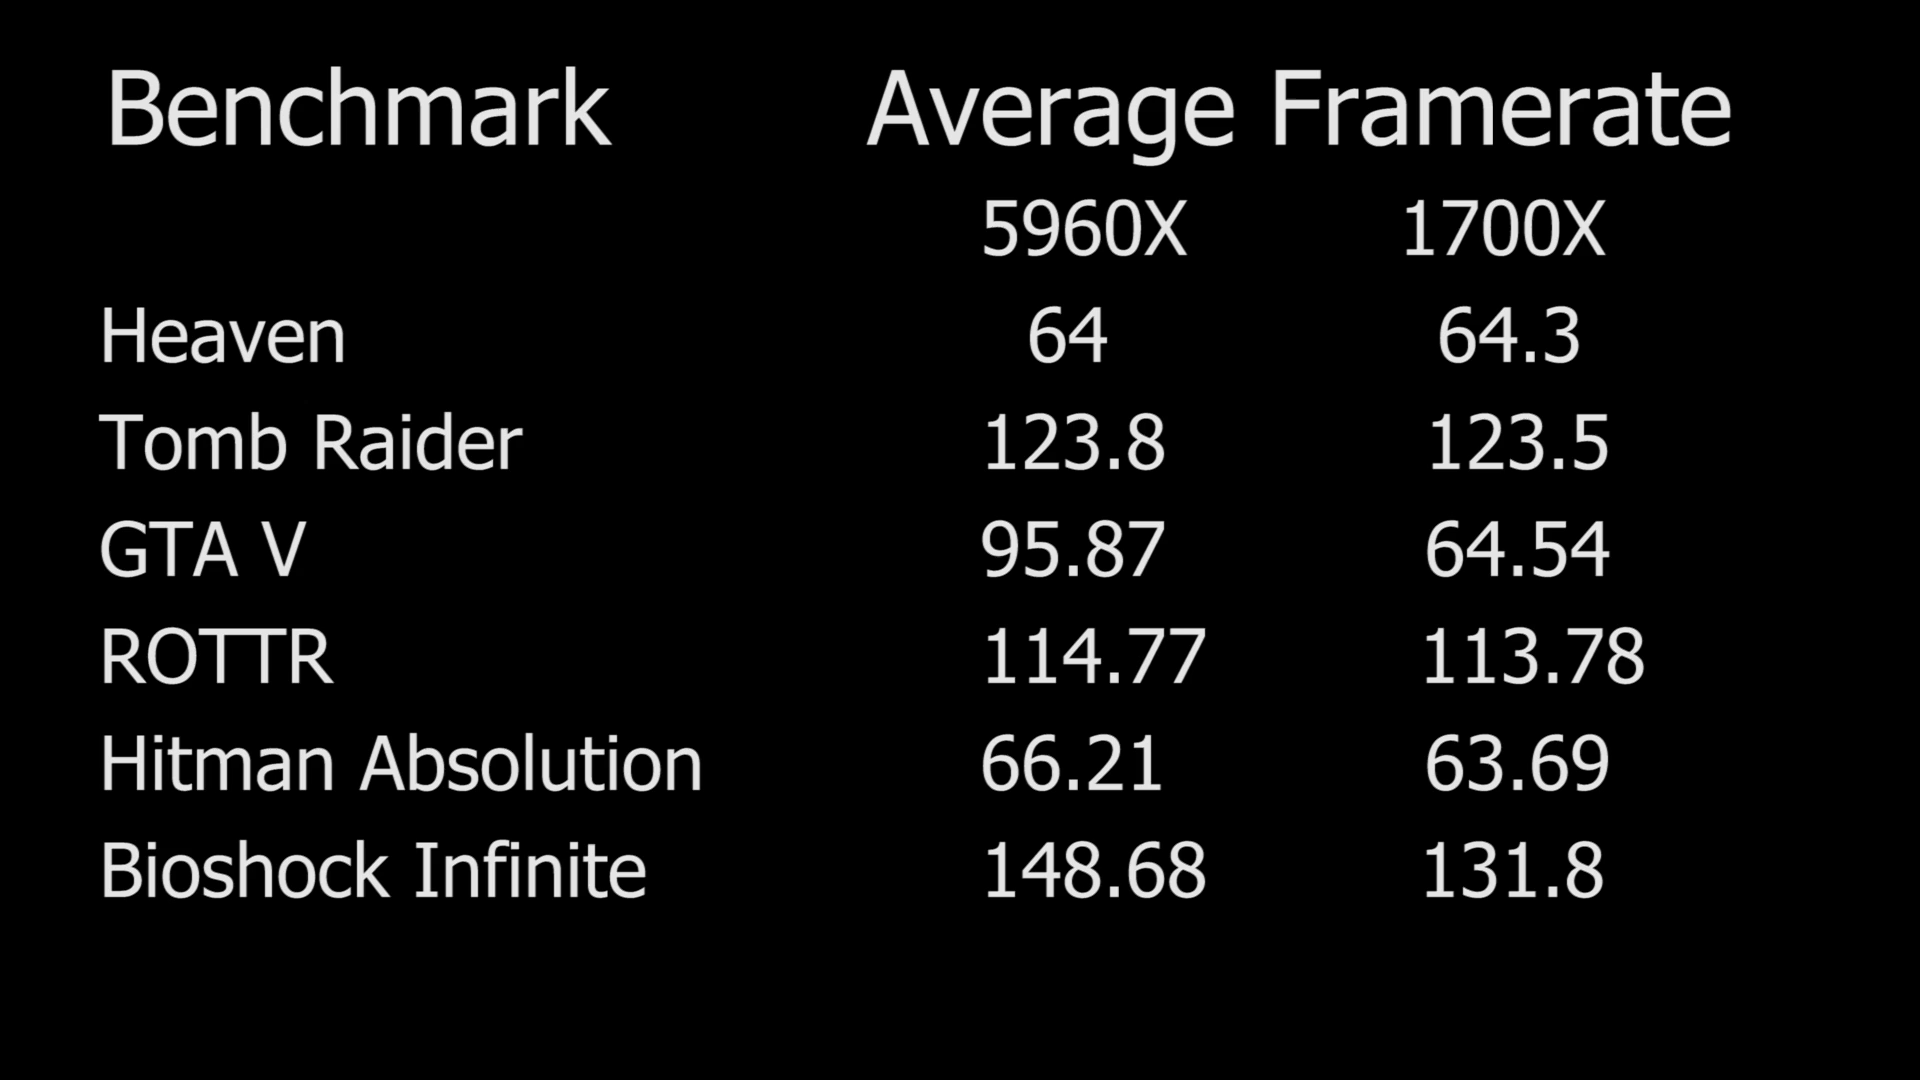 Benchmark Average Framerate
5960X 1700X
Heaven 64 64.3
Tomb Raider 123.8 123.5
GTA V 95.87 64.54
ROTTR 114.77 113.78
Hitman Absolution 66.21 63.69
Bioshock Infinite 148.68 131.8